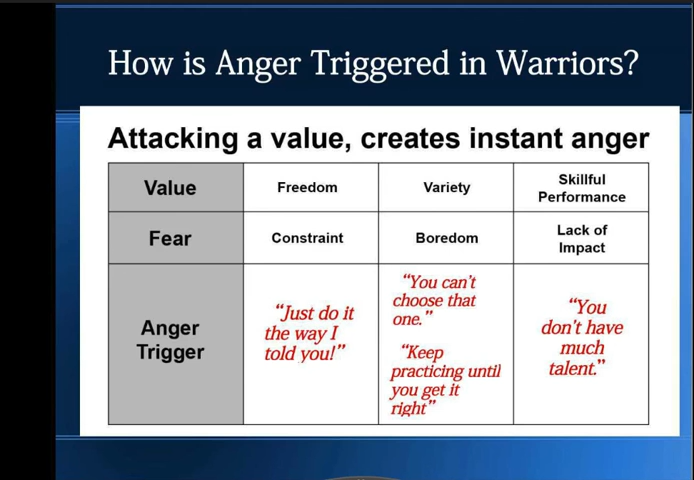 How is Anger Triggered in Warriors?
Attacking a value, creates instant anger
Value
Freedom
Variety
Skillful
Performance
Fear
Constraint
Boredom
Lack of
Impact
Anger
Trigger
“Just do it
the way I
told you!”
“You can’t
choose that
one.”
“Keep
practicing until
you get it
right”
“You
don’t have
much
talent.”